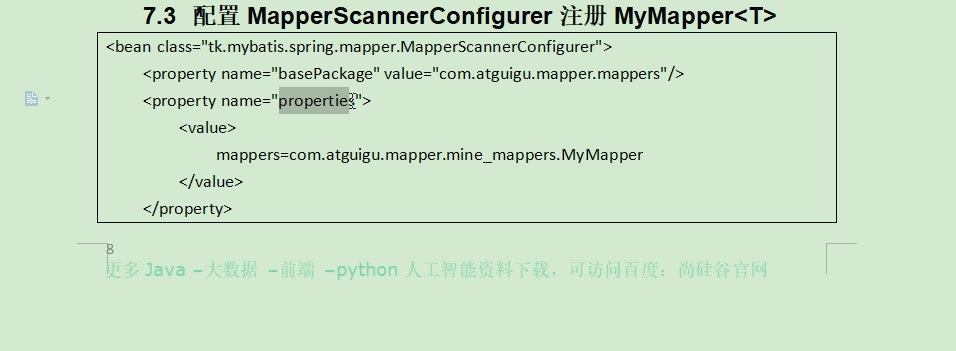 7.3 配置 MapperScannerConfigurer 注册 MyMapper<T>
<bean class="tk.mybatis.spring.mapper.MapperScannerConfigurer">
<property name="basePackage" value="com.atguigu.mapper.mappers"/>
<property name="properties">
<value>
mappers=com.atguigu.mapper.mine_mappers.MyMapper
</value>
</property>
8
更多 Java –大数据 –前端 –python 人工智能资料下载，可访问百度：尚硅谷官网